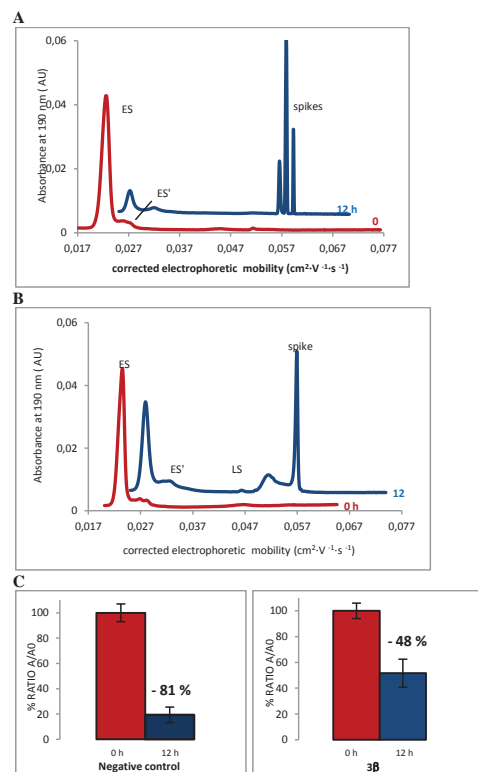 A
0,06
Absorbance at 190 nm ( AU)
ES
0,04
spikes
0,02
ES'
12 h
0
0
0,017 0,027 0,037 0,047 0,057 0,067 0,077
corrected electrophoretic mobility (cm²·V ⁻¹·s ⁻¹)
B
0,06
Absorbance at 190 nm ( AU)
ES
spike
0,04
0,02
ES'
LS
12
0 h
0
0,017 0,027 0,037 0,047 0,057 0,067 0,077
corrected electrophoretic mobility (cm²·V ⁻¹·s ⁻¹)
C
% RATIO A/A0
100
80
60
40
20
0
- 81 %
0 h 12 h
Negative control
% RATIO A/A0
100
80
60
40
20
0
- 48 %
0 h 12 h
3β